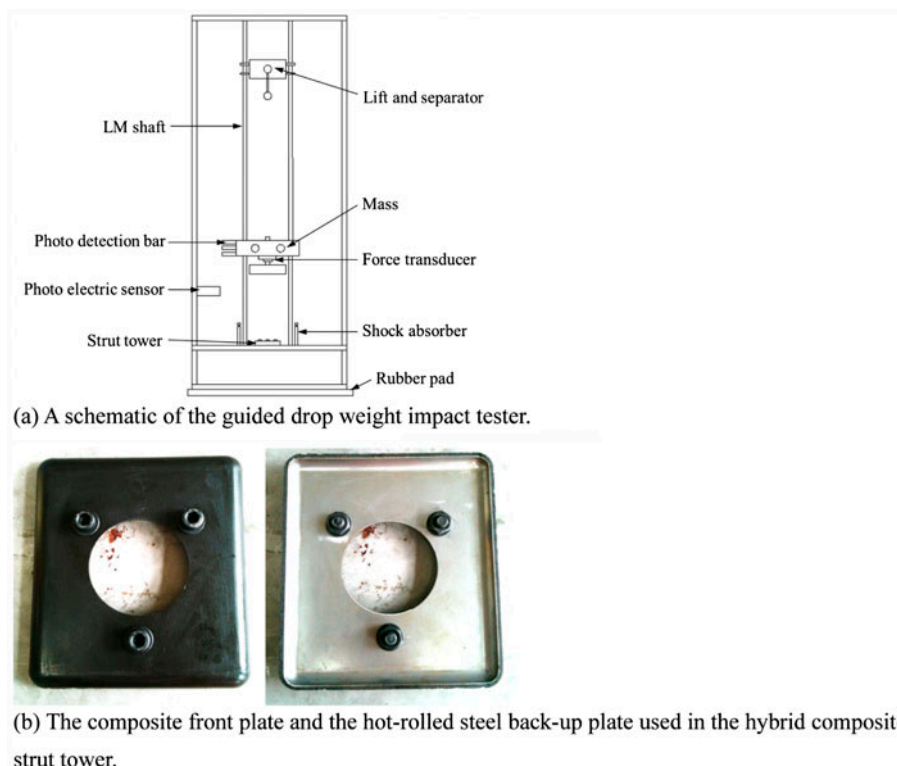 Lift and separator
LM shaft
Mass
Photo detection bar
Force transducer
Photo electric sensor
Shock absorber
Strut tower
Rubber pad
(a) A schematic of the guided drop weight impact tester.
(b) The composite front plate and the hot-rolled steel back-up plate used in the hybrid composit
strut tower.